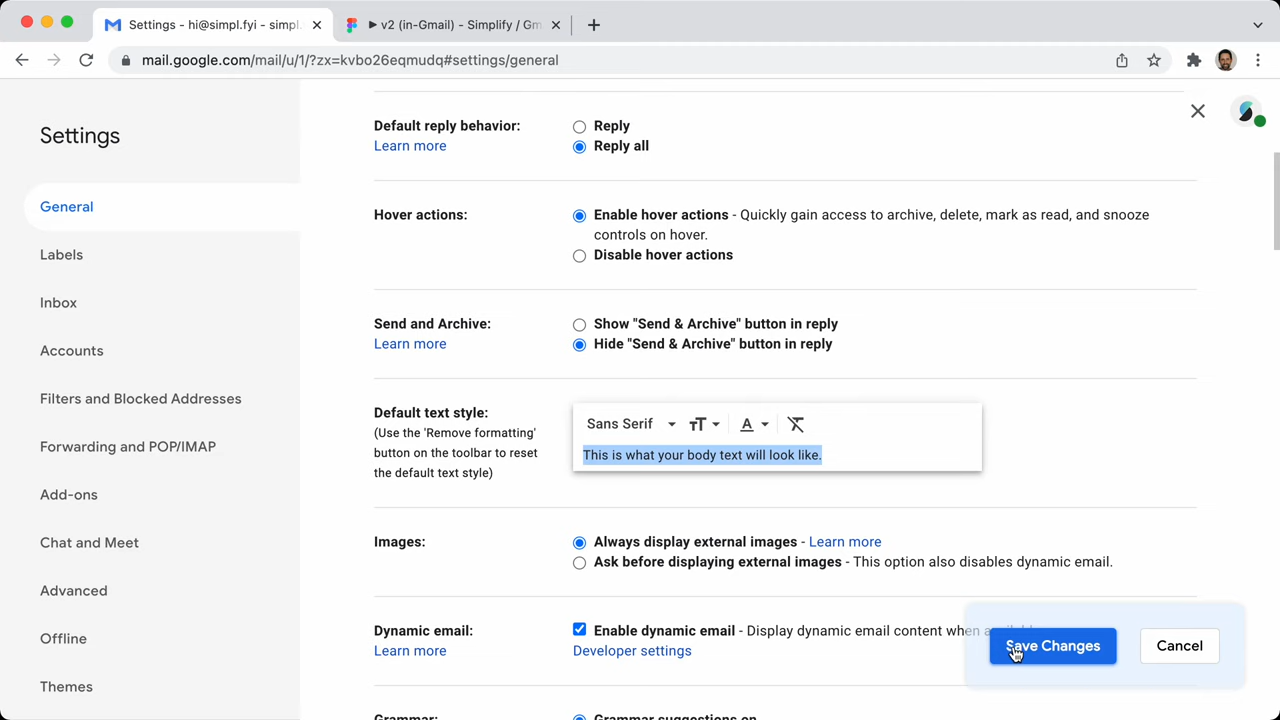 Settings - hi@simpl.fyi - simpl.
v2 (in-Gmail) - Simplify / Gm
mail.google.com/mail/u/1/?zx=kvbo26eqmudq#settings/general
Settings
General
Labels
Inbox
Accounts
Filters and Blocked Addresses
Forwarding and POP/IMAP
Add-ons
Chat and Meet
Advanced
Offline
Themes
Default reply behavior:
Learn more
Reply
Reply all
Hover actions:
Enable hover actions - Quickly gain access to archive, delete, mark as read, and snooze
controls on hover.
Disable hover actions
Send and Archive:
Learn more
Show "Send & Archive" button in reply
Hide "Send & Archive" button in reply
Default text style:
(Use the 'Remove formatting'
button on the toolbar to reset
the default text style)
Sans Serif
This is what your body text will look like.
Images:
Always display external images - Learn more
Ask before displaying external images - This option also disables dynamic email.
Dynamic email:
Learn more
Enable dynamic email - Display dynamic email content when
Developer settings
Grammar:
Grammar suggestions on
Save Changes
Cancel